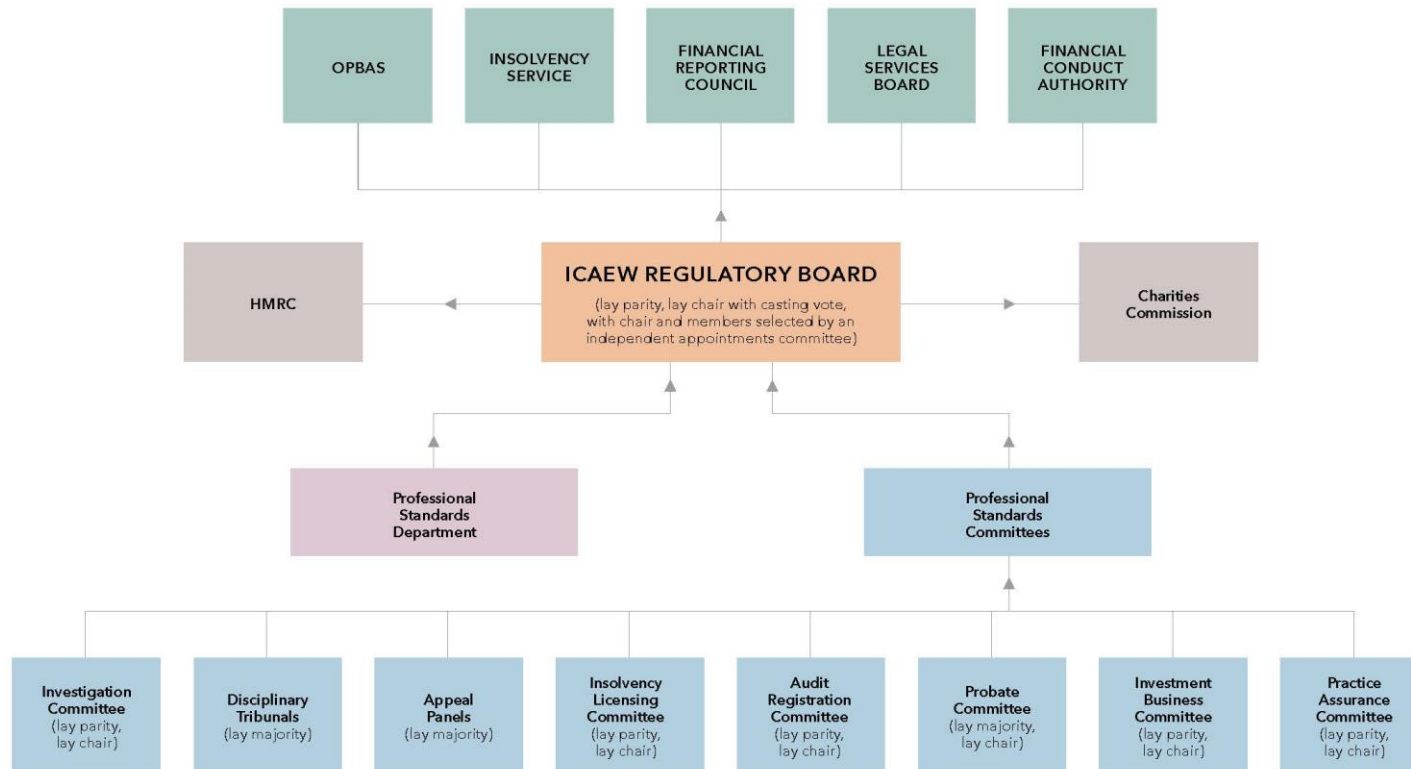 OPBAS
INSOLVENCY
SERVICE
FINANCIAL
REPORTING
COUNCIL
LEGAL
SERVICES
BOARD
FINANCIAL
CONDUCT
AUTHORITY
HMRC
ICAEW REGULATORY BOARD
(lay parity, lay chair with casting vote,
with chair and members selected by an
independent appointments committee)
Charities
Commission
Professional
Standards
Department
Professional
Standards
Committees
Investigation
Committee
(lay parity,
lay chair)
Disciplinary
Tribunals
(lay majority)
Appeal
Panels
(lay majority)
Insolvency
Licensing
Committee
(lay parity,
lay chair)
Audit
Registration
Committee
(lay parity,
lay chair)
Probate
Committee
(lay majority,
lay chair)
Investment
Business
Committee
(lay parity,
lay chair)
Practice
Assurance
Committee
(lay parity,
lay chair)